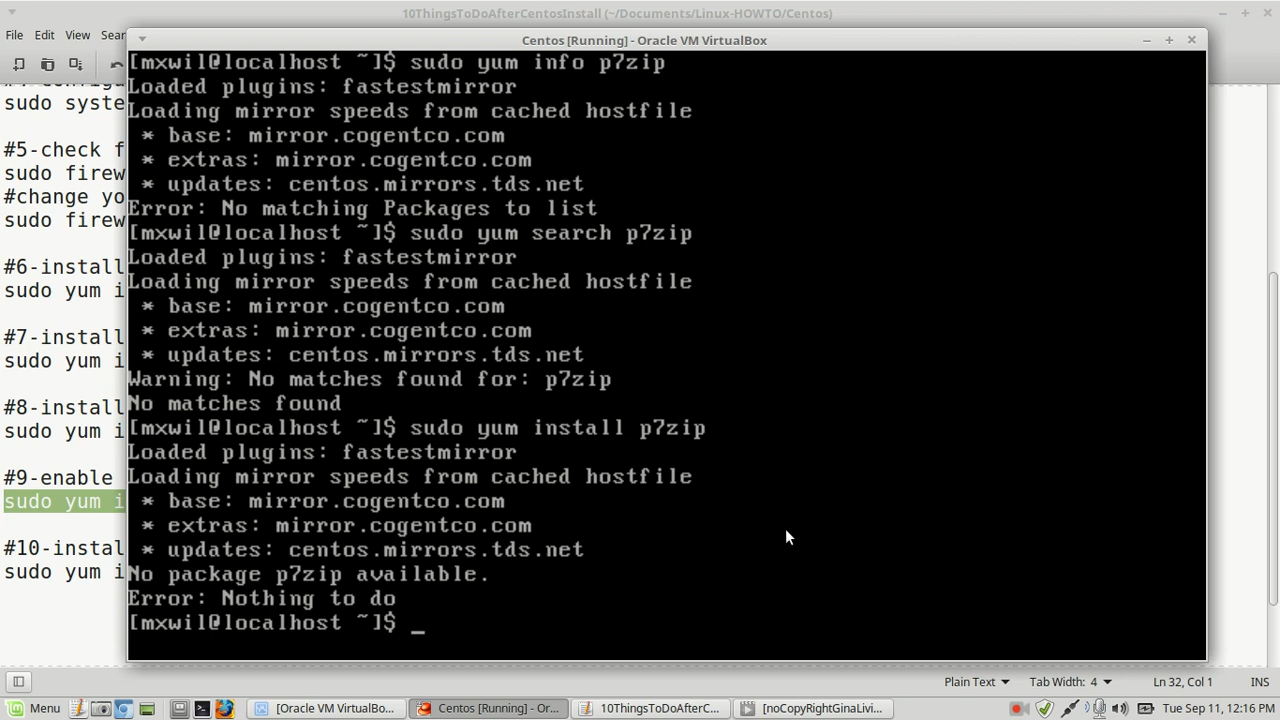 10ThingsToDoAfterCentosInstall (~/Documents/Linux-HOWTO/Centos)
File Edit View Sear
Centos [Running] - Oracle VM VirtualBox
sudo syste
#5-check f
sudo firew
#change yo
sudo firew
#6-install
sudo yum i
#7-install
sudo yum i
#8-install
sudo yum i
#9-enable
sudo yum i
#10-instal
sudo yum i
[mxwil@localhost ~]$ sudo yum info p7zip
Loaded plugins: fastestmirror
Loading mirror speeds from cached hostfile
* base: mirror.cogentco.com
* extras: mirror.cogentco.com
* updates: centos.mirrors.tds.net
Error: No matching Packages to list
[mxwil@localhost ~]$ sudo yum search p7zip
Loaded plugins: fastestmirror
Loading mirror speeds from cached hostfile
* base: mirror.cogentco.com
* extras: mirror.cogentco.com
* updates: centos.mirrors.tds.net
Warning: No matches found for: p7zip
No matches found
[mxwil@localhost ~]$ sudo yum install p7zip
Loaded plugins: fastestmirror
Loading mirror speeds from cached hostfile
* base: mirror.cogentco.com
* extras: mirror.cogentco.com
* updates: centos.mirrors.tds.net
No package p7zip available.
Error: Nothing to do
[mxwil@localhost ~]$ _
Plain Text Tab Width: 4 Ln 32, Col 1 INS
Menu [Oracle VM VirtualBo... Centos [Running] - Or... 10ThingsToDoAfterC... [noCopyRightGinaLivi... Tue Sep 11, 12:16 PM